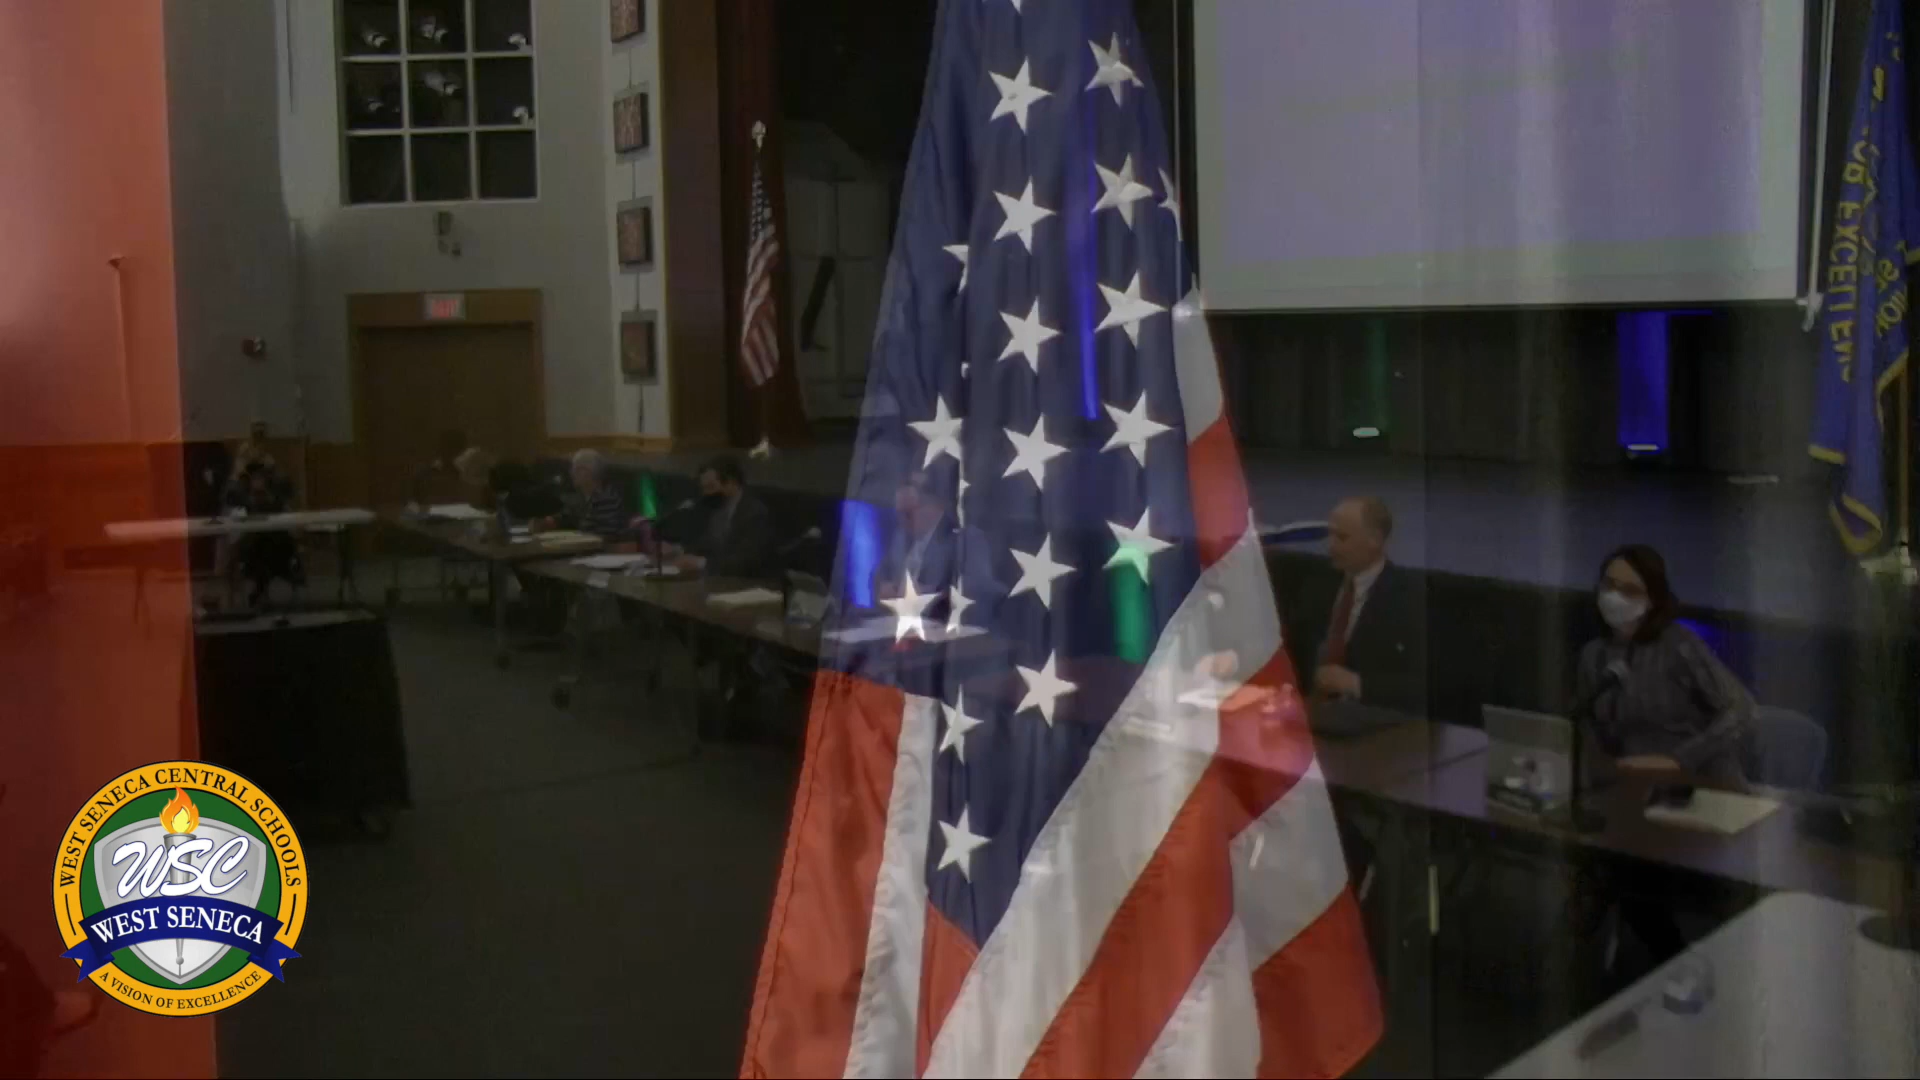 WEST SENECA CENTRAL SCHOOLS
WSC
WEST SENECA
A VISION OF EXCELLENCE
EXIT